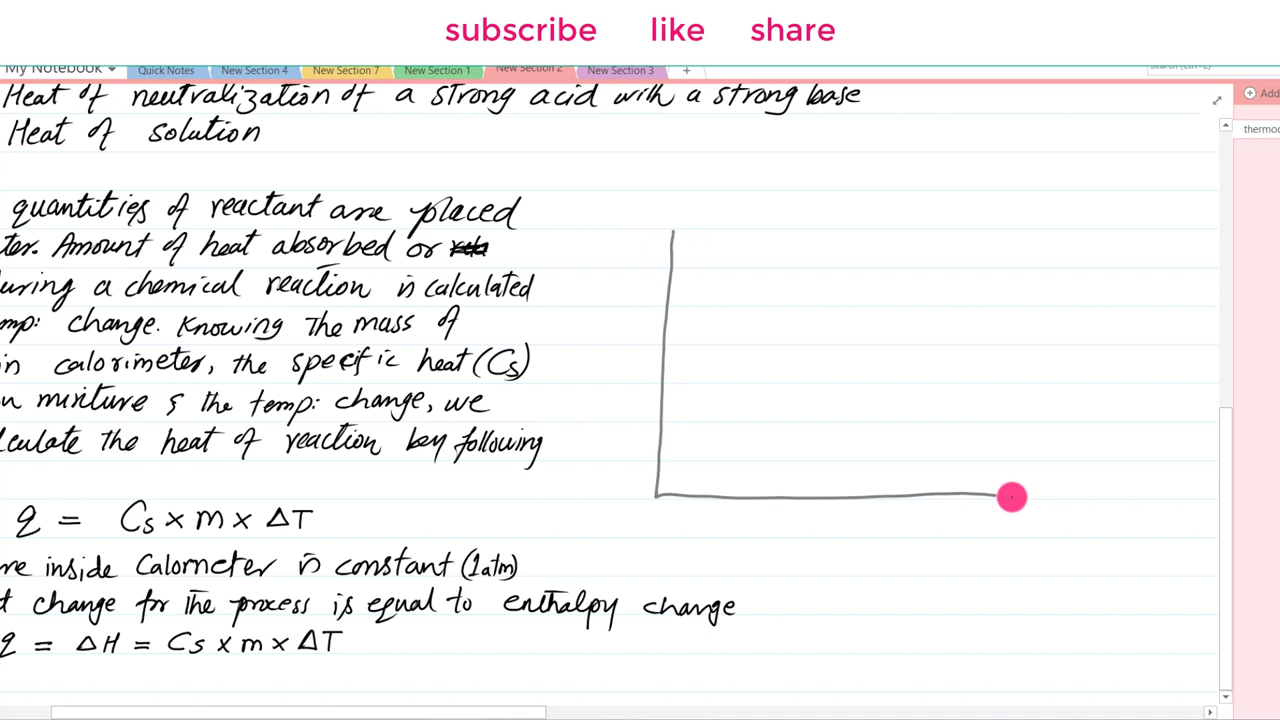 subscribe like share
My Notebook Quick Notes New Section 4 New Section 7 New Section 1 New Section 2 New Section 3 +
Add
thermoc
Heat of neutralization of a strong acid with a strong base
Heat of solution
quantities of reactant are placed
ter. Amount of heat absorbed or
uring a chemical reaction is calculated
mp: change. Knowing the mass of
in calorimeter, the specific heat (Cs)
n mixture & the temp: change, we
lculate the heat of reaction by following
q = Cs × m × ΔT
re inside Calormeter is constant (1atm)
t change for the process is equal to enthalpy change
q = ΔH = Cs × m × ΔT